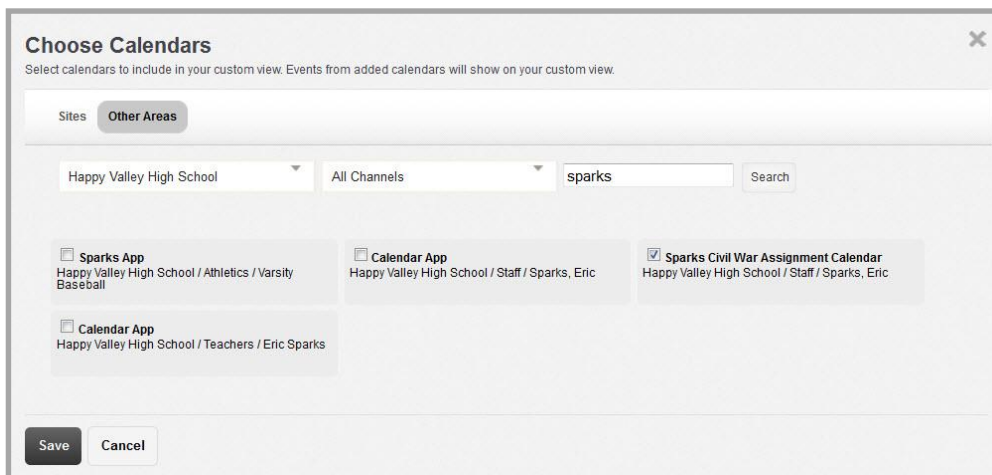 Choose Calendars
Select calendars to include in your custom view. Events from added calendars will show on your custom view.
Sites Other Areas
Happy Valley High School All Channels sparks Search
Sparks App
Happy Valley High School / Athletics / Varsity
Baseball
Calendar App
Happy Valley High School / Staff / Sparks, Eric
Sparks Civil War Assignment Calendar
Happy Valley High School / Staff / Sparks, Eric
Calendar App
Happy Valley High School / Teachers / Eric Sparks
Save Cancel